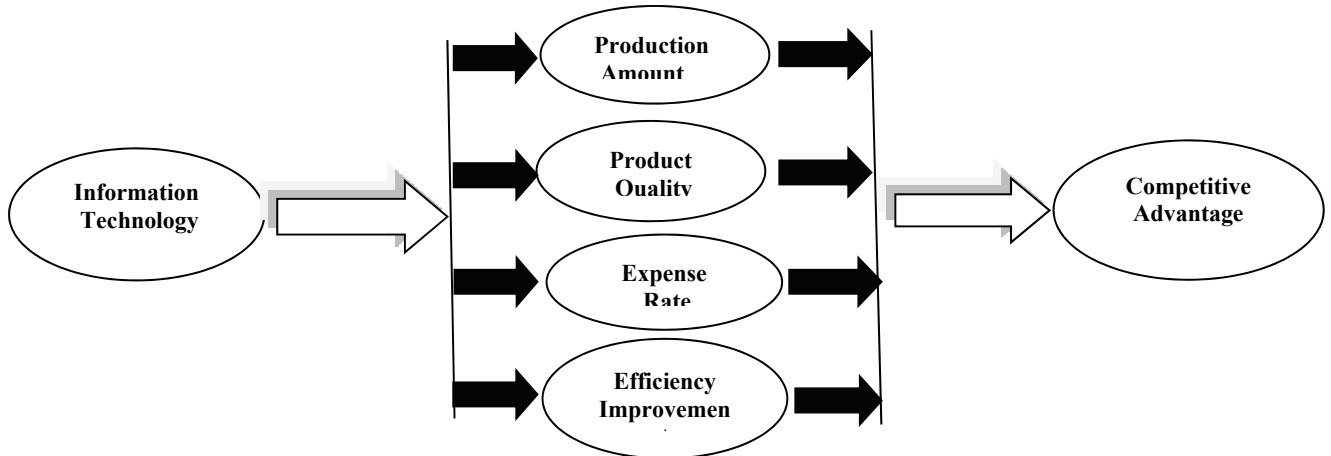 Information
Technology
Production
Amount
Product
Quality
Expense
Rate
Efficiency
Improvemen
Competitive
Advantage